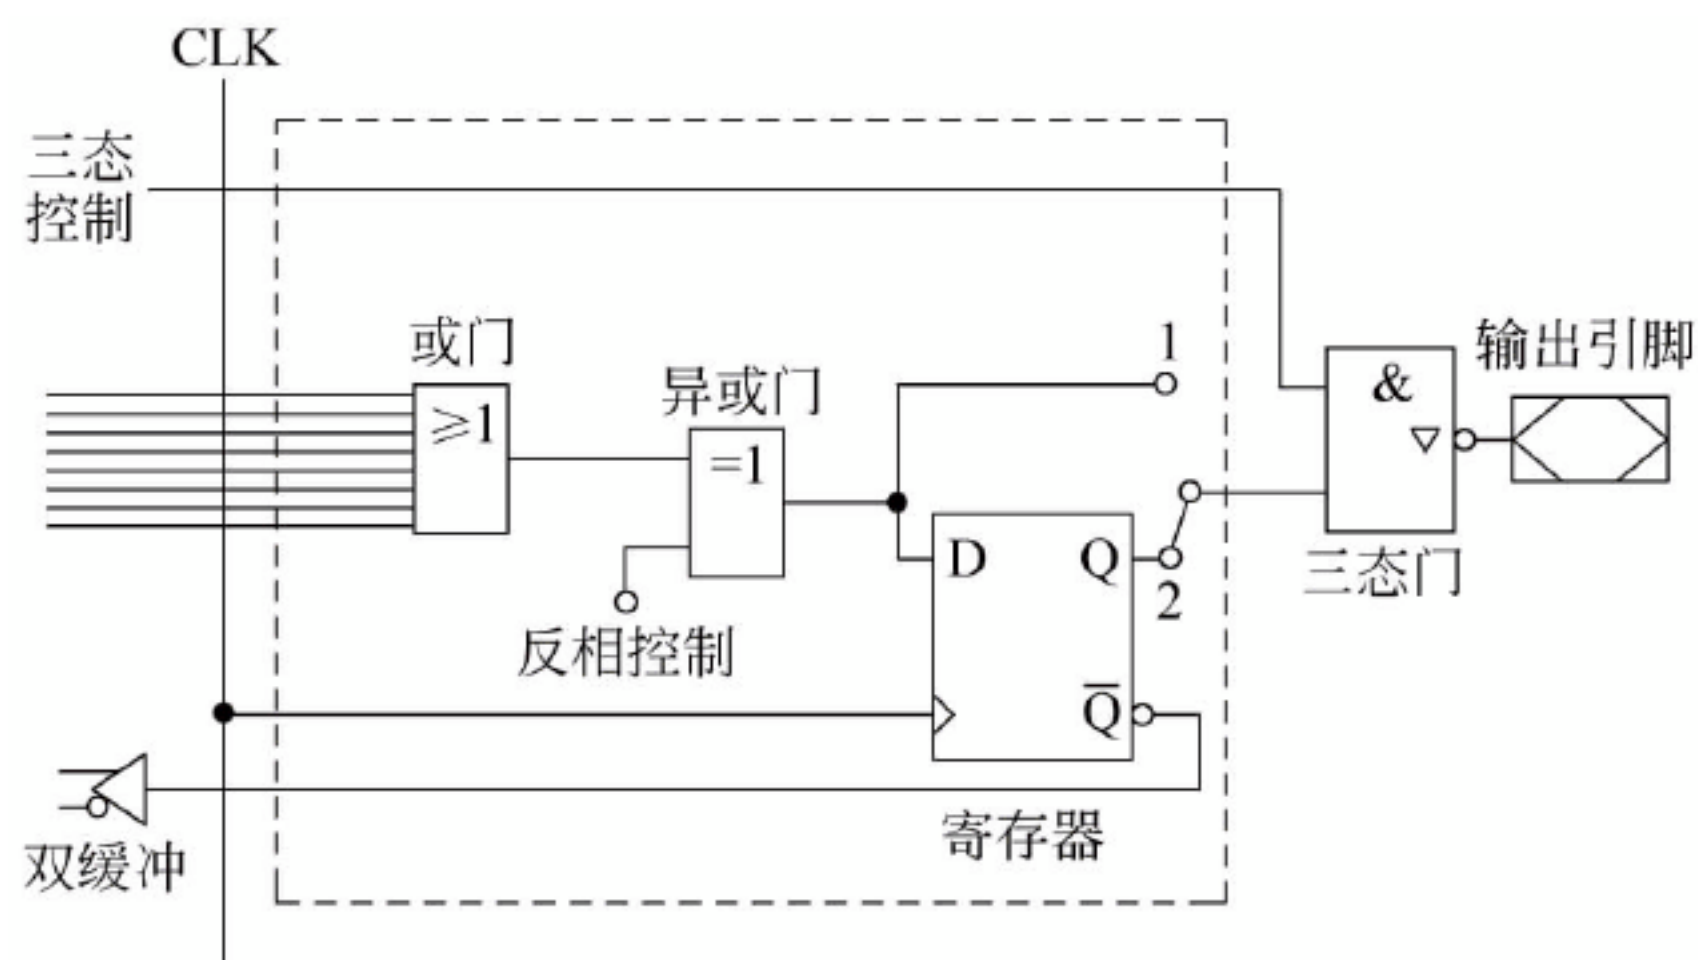 CLK
三态
控制
或门
≥1
异或门
=1
反相控制
1
2
D
Q
Q̅
寄存器
&
▽
三态门
输出引脚
双缓冲